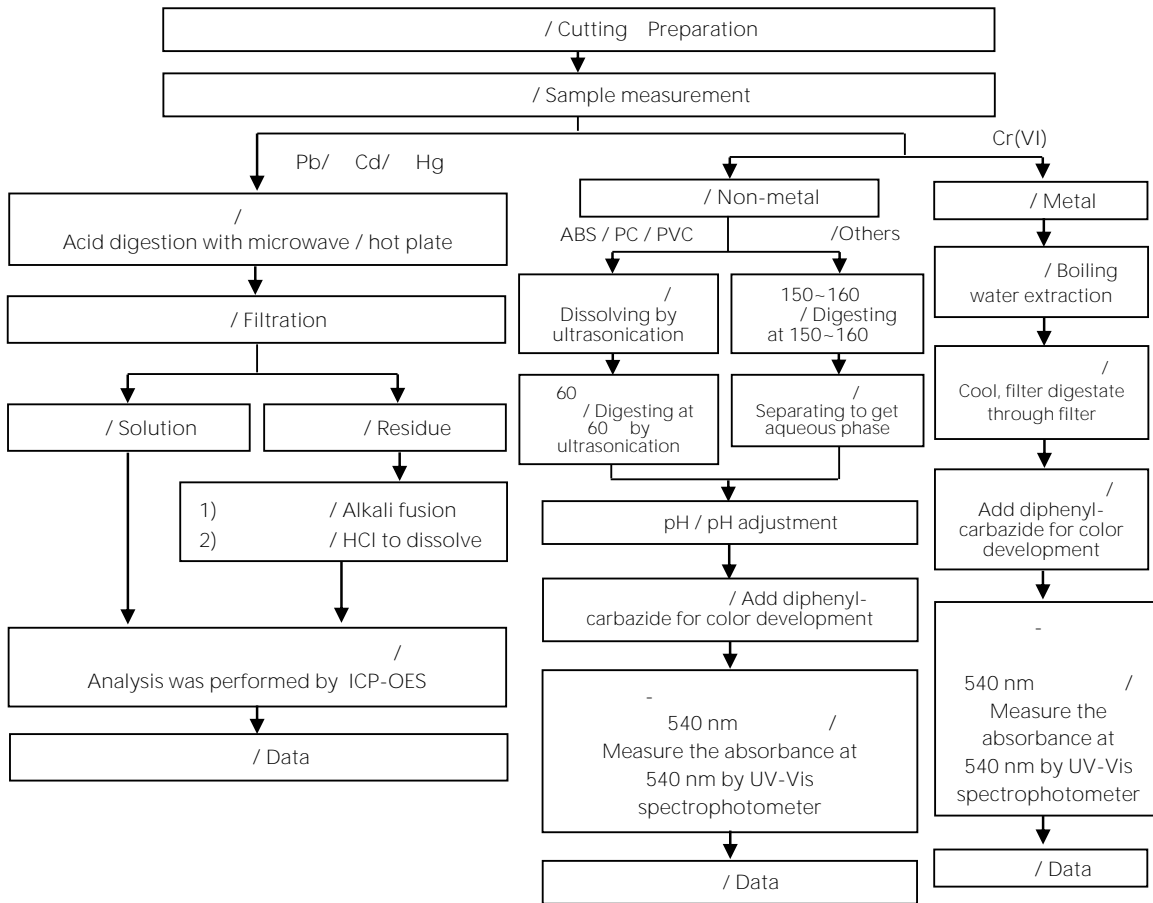 / Cutting Preparation
/ Sample measurement
Pb/ Cd/ Hg
Cr(VI)
/
Acid digestion with microwave / hot plate
/ Filtration
/ Solution
/ Residue
1) / Alkali fusion
2) / HCl to dissolve
/
Analysis was performed by ICP-OES
/ Data
/ Non-metal
ABS / PC / PVC
/Others
/
Dissolving by
ultrasonication
150~160
/ Digesting
at 150~160
60
/ Digesting at
60 by
ultrasonication
/
Separating to get
aqueous phase
pH / pH adjustment
/ Add diphenyl-
carbazide for color development
-
540 nm /
Measure the absorbance at
540 nm by UV-Vis
spectrophotometer
/ Data
/ Metal
/ Boiling
water extraction
/
Cool, filter digestate
through filter
/
Add diphenyl-
carbazide for color
development
-
540 nm /
Measure the
absorbance at
540 nm by UV-Vis
spectrophotometer
/ Data